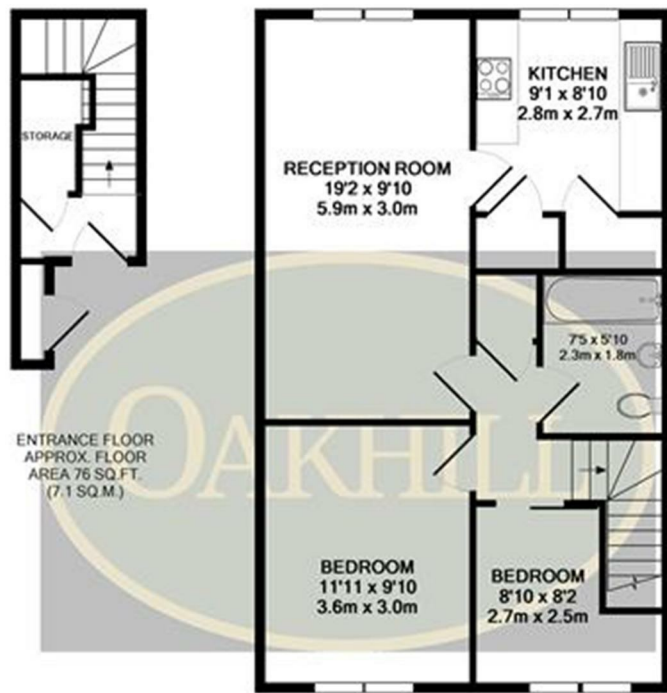 STORAGE
ENTRANCE FLOOR
APPROX. FLOOR
AREA 76 SQ.FT.
(7.1 SQ.M.)
RECEPTION ROOM
19'2 x 9'10
5.9m x 3.0m
KITCHEN
9'1 x 8'10
2.8m x 2.7m
7'5 x 5'10
2.3m x 1.8m
OAKHILL
BEDROOM
11'11 x 9'10
3.6m x 3.0m
BEDROOM
8'10 x 8'2
2.7m x 2.5m